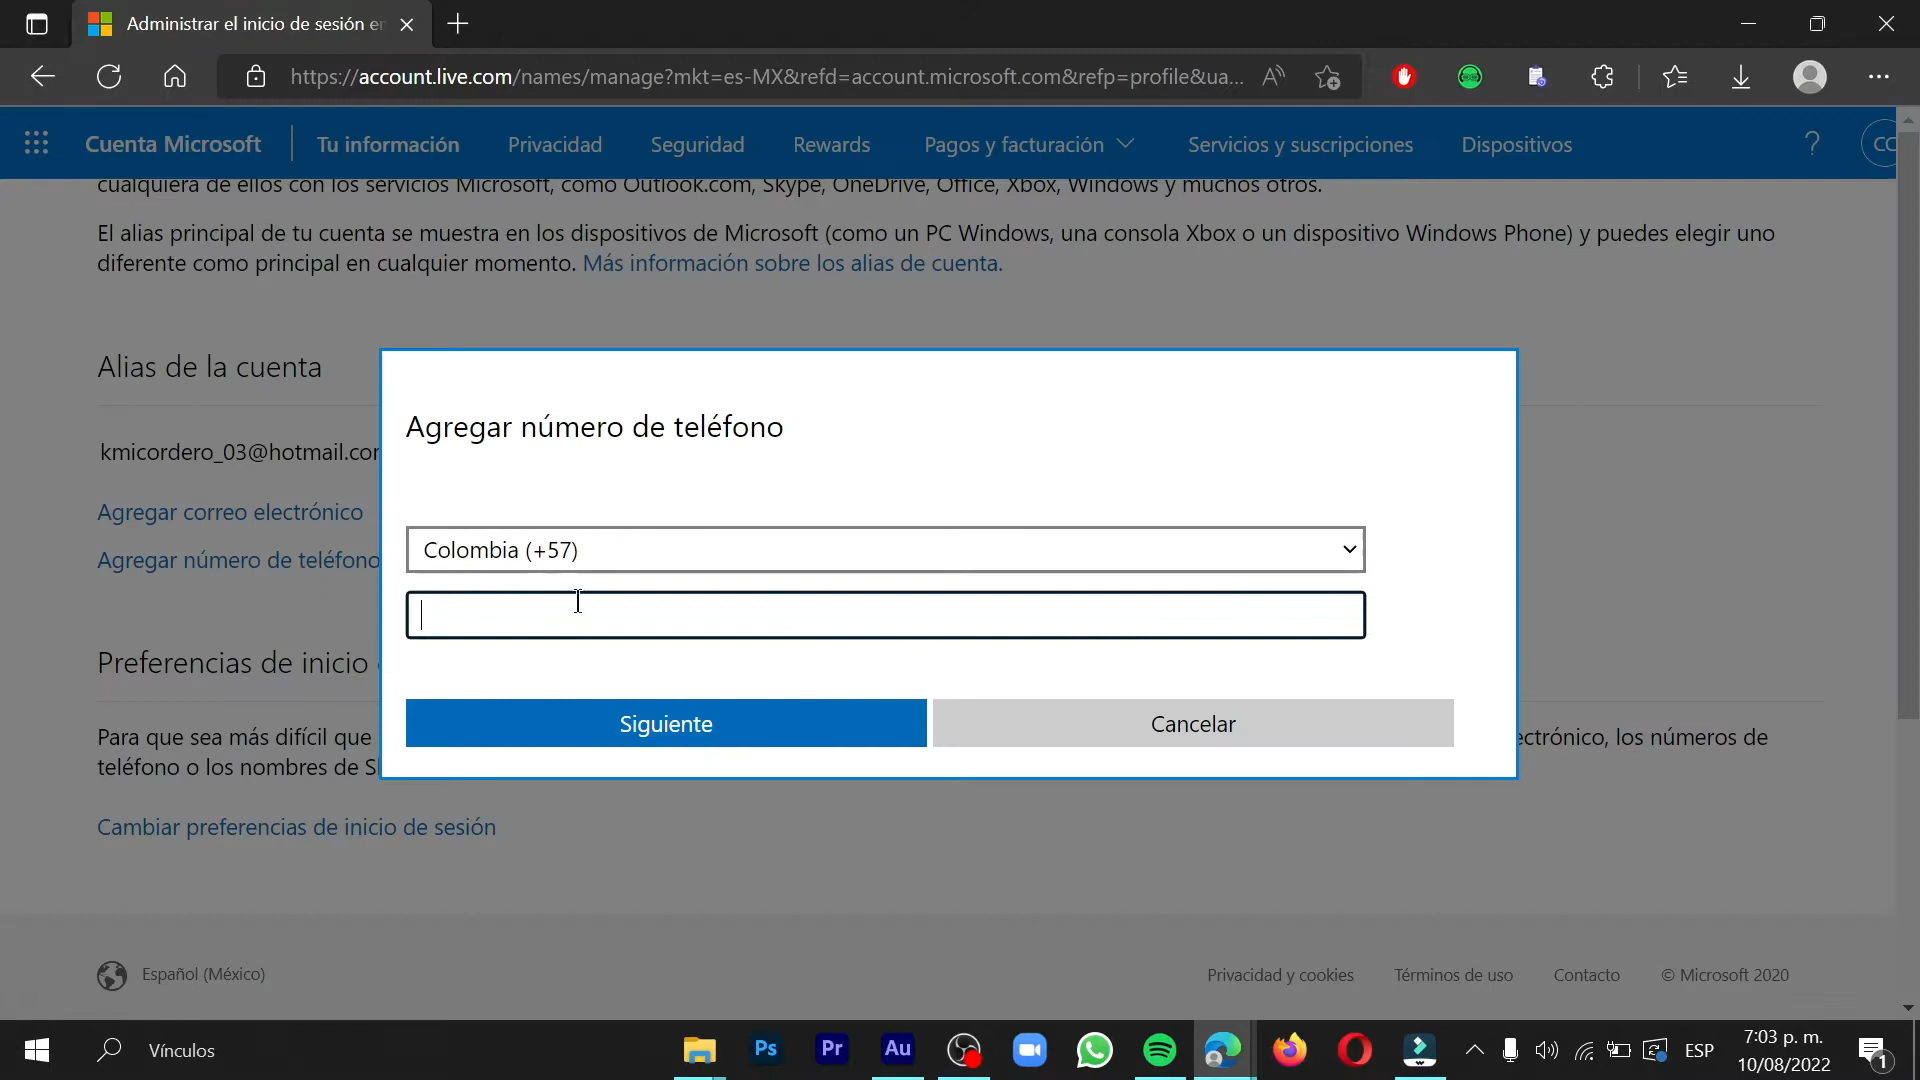 Administrar el inicio de sesión en
https://account.live.com/names/manage?mkt=es-MX&refd=account.microsoft.com&refp=profile&ua...
Cuenta Microsoft
Tu información
Privacidad
Seguridad
Rewards
Pagos y facturación
Servicios y suscripciones
Dispositivos
?
CC
cualquiera de ellos con los servicios Microsoft, como Outlook.com, Skype, OneDrive, Office, Xbox, Windows y muchos otros.
El alias principal de tu cuenta se muestra en los dispositivos de Microsoft (como un PC Windows, una consola Xbox o un dispositivo Windows Phone) y puedes elegir uno
diferente como principal en cualquier momento. Más información sobre los alias de cuenta.
Alias de la cuenta
kmicordero_03@hotmail.com
Agregar correo electrónico
Agregar número de teléfono
Agregar número de teléfono
Colombia (+57)
Siguiente
Cancelar
Preferencias de inicio
Para que sea más difícil que
ectrónico, los números de
teléfono o los nombres de S
Cambiar preferencias de inicio de sesión
Español (México)
Privacidad y cookies
Términos de uso
Contacto
© Microsoft 2020
Vínculos
Ps
Pr
Au
ESP
7:03 p. m.
10/08/2022
1